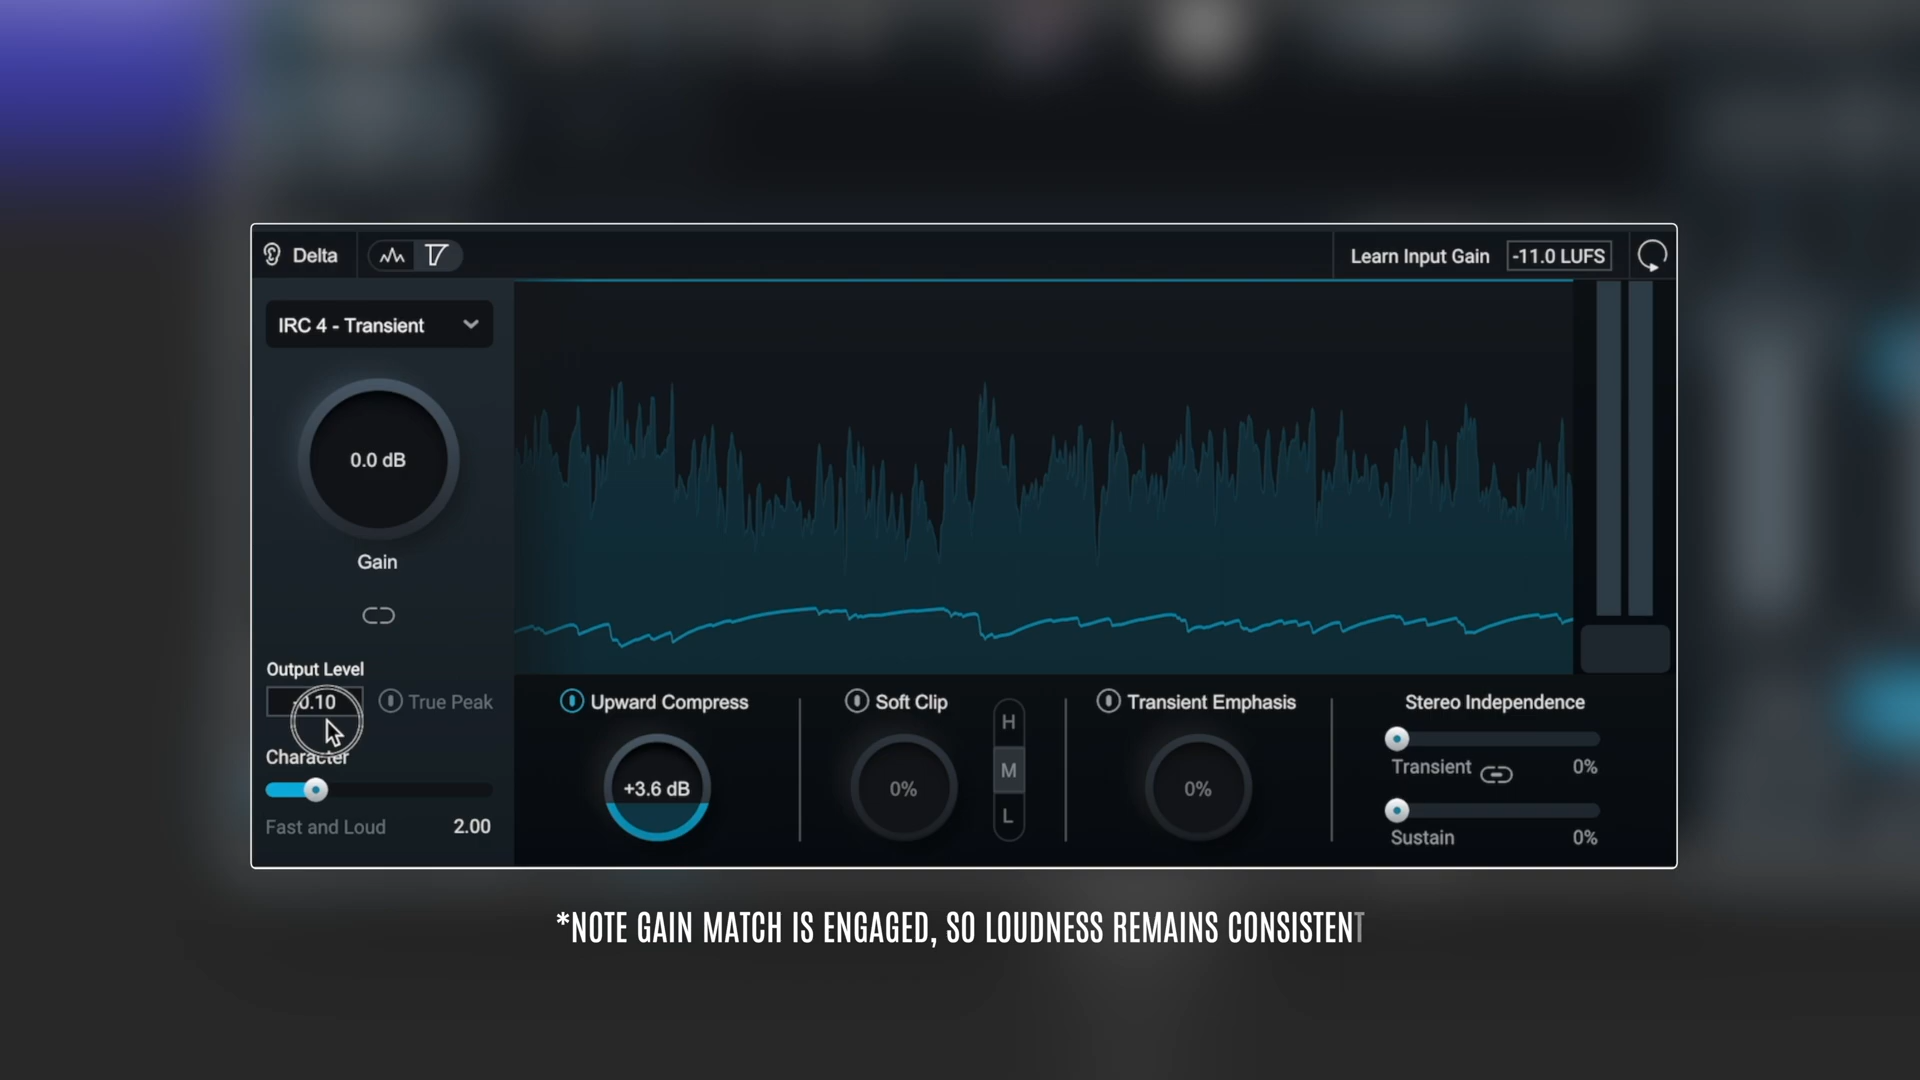 Delta
Learn Input Gain -11.0 LUFS
IRC 4 - Transient
0.0 dB
Gain
Output Level
-0.10 True Peak
Character
Fast and Loud 2.00
Upward Compress
+3.6 dB
Soft Clip
0%
H
M
L
Transient Emphasis
0%
Stereo Independence
Transient 0%
Sustain 0%
*NOTE GAIN MATCH IS ENGAGED, SO LOUDNESS REMAINS CONSISTENT